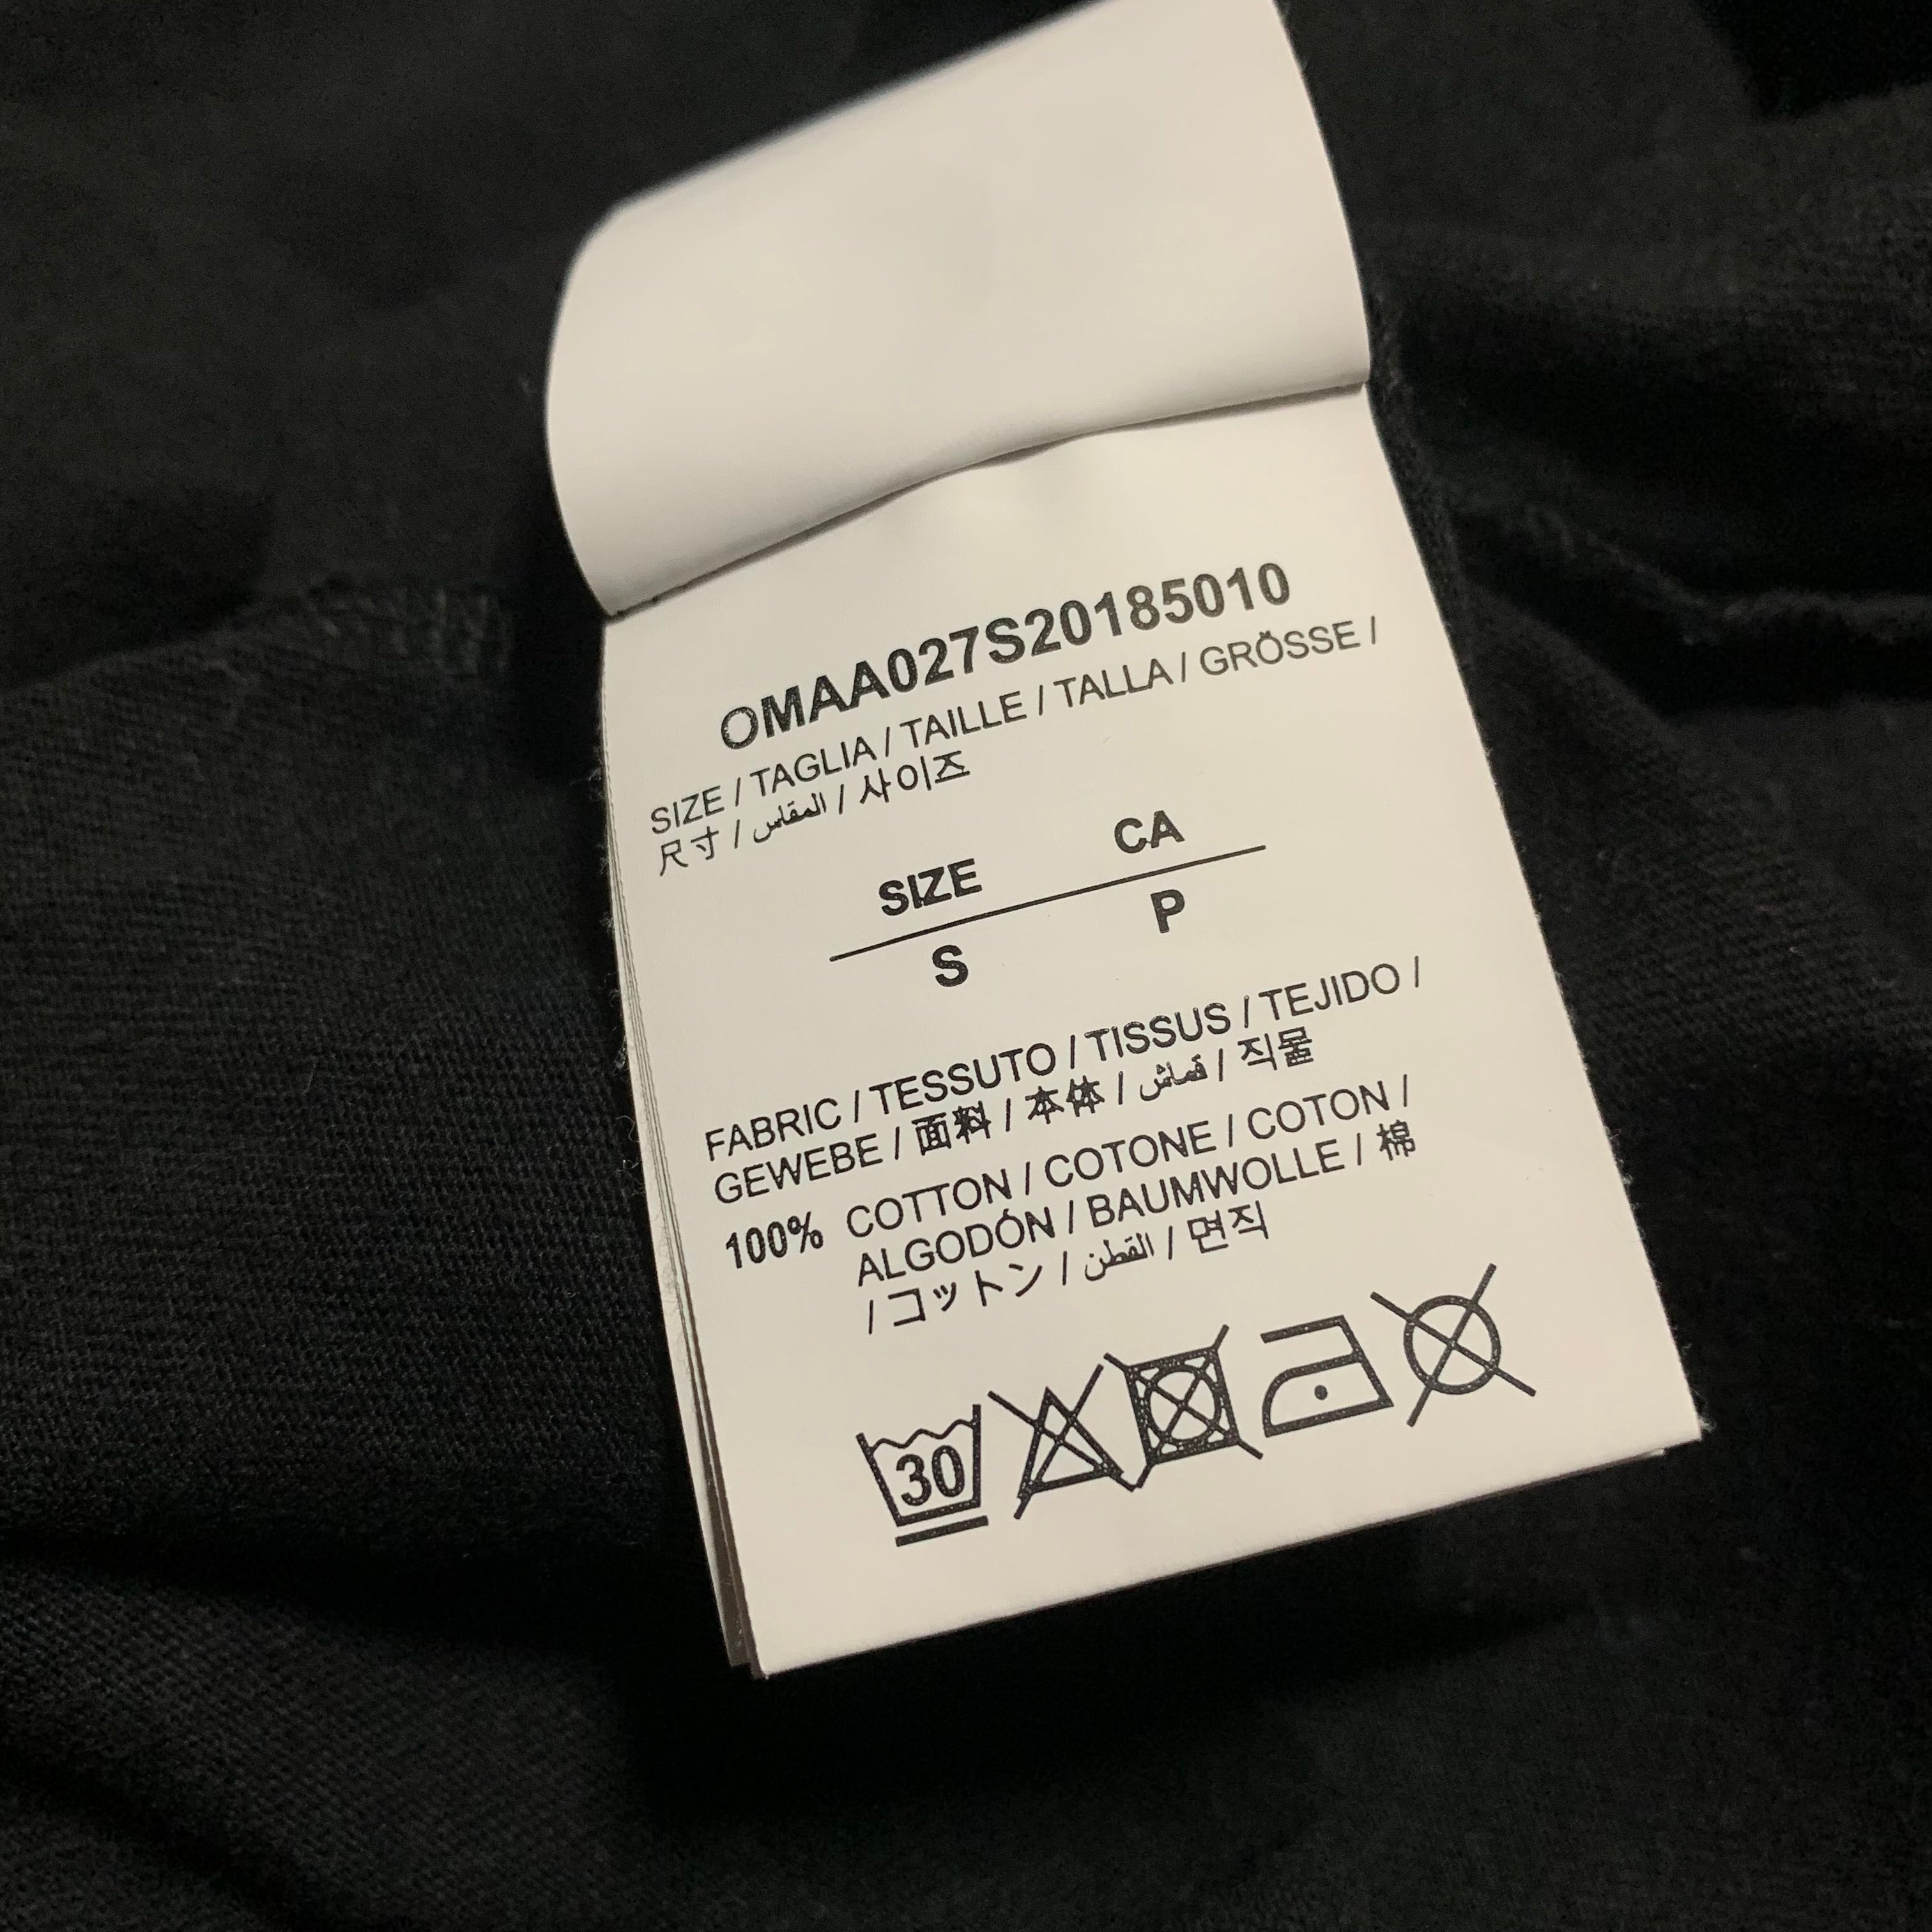 OMAA027S20185010
SIZE / TAGLIA / TAILLE / TALLA / GRÖSSE /
尺寸 / المقاس / 사이즈
SIZE CA
S P
FABRIC / TESSUTO / TISSUS / TEJIDO /
GEWEBE / 面料 / 本体 / قماش / 직물
100% COTTON / COTONE / COTON /
ALGODÓN / BAUMWOLLE / 棉
/ コットン / القطن / 면직
30